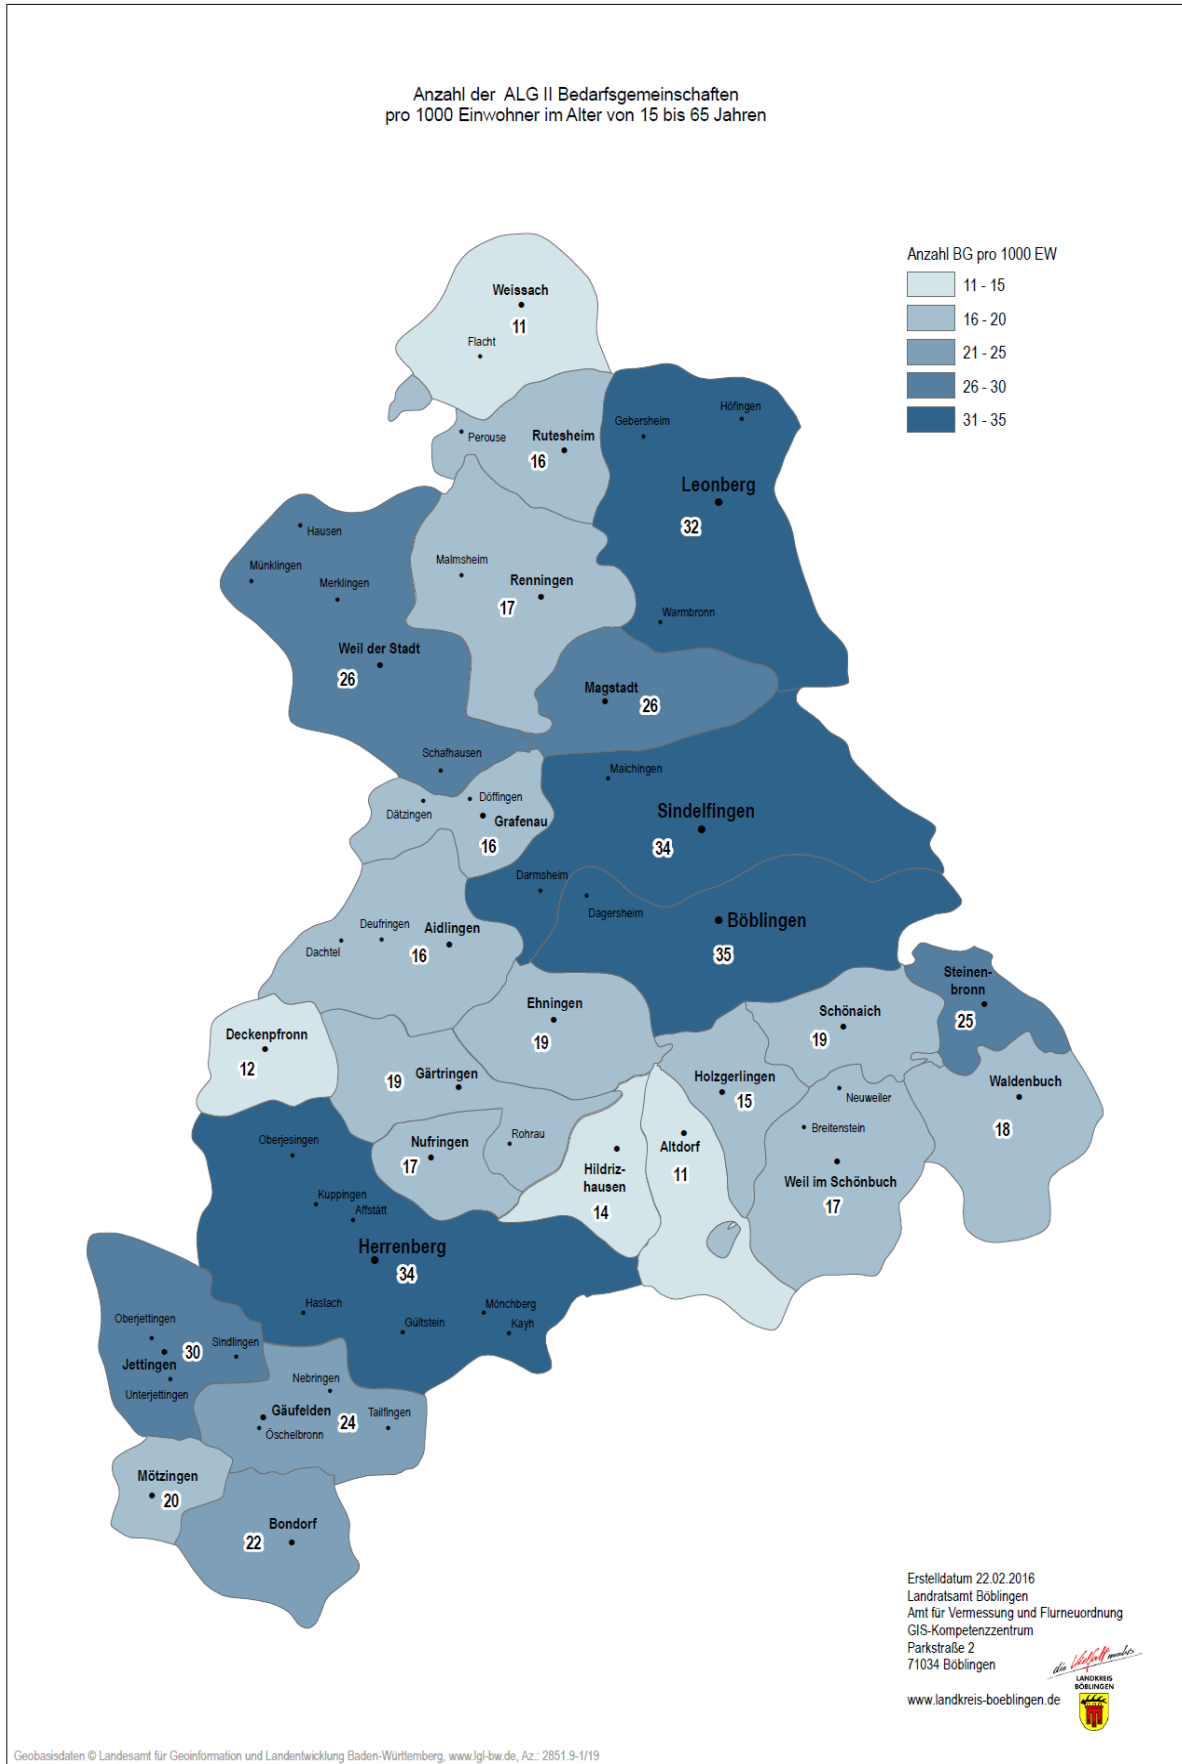 Anzahl der ALG II Bedarfsgemeinschaften
pro 1000 Einwohner im Alter von 15 bis 65 Jahren
Anzahl BG pro 1000 EW
11 - 15
16 - 20
21 - 25
26 - 30
31 - 35
Weissach
11
Flacht
Perouse
Rutesheim
16
Gebersheim
Höfingen
Leonberg
32
Warmbronn
Hausen
Münklingen
Merklingen
Weil der Stadt
26
Schafhausen
Malmsheim
Renningen
17
Magstadt
26
Maichingen
Sindelfingen
34
Darmsheim
Dagersheim
Böblingen
35
Dätzingen
Döffingen
Grafenau
16
Deufringen
Aidlingen
Dachtel
16
Ehningen
19
Deckenpfronn
12
Gärtringen
19
Rohrau
Nufringen
17
Hildriz-
hausen
14
Altdorf
11
Holzgerlingen
15
Schönaich
19
Steinen-
bronn
25
Waldenbuch
18
Neuweiler
Breitenstein
Weil im Schönbuch
17
Oberjesingen
Kuppingen
Affstätt
Herrenberg
34
Haslach
Gültstein
Mönchberg
Kayh
Oberjettingen
Sindlingen
30
Jettingen
Unterjettingen
Nebringen
Gäufelden
24
Tailfingen
Öschelbronn
Mötzingen
20
Bondorf
22
Erstelldatum 22.02.2016
Landratsamt Böblingen
Amt für Vermessung und Flurneuordnung
GIS-Kompetenzzentrum
Parkstraße 2
71034 Böblingen
www.landkreis-boeblingen.de
die Vielfalt machts
LANDKREIS
BÖBLINGEN
Geobasisdaten © Landesamt für Geoinformation und Landentwicklung Baden-Württemberg, www.lgl-bw.de, Az.: 2851.9-1/19